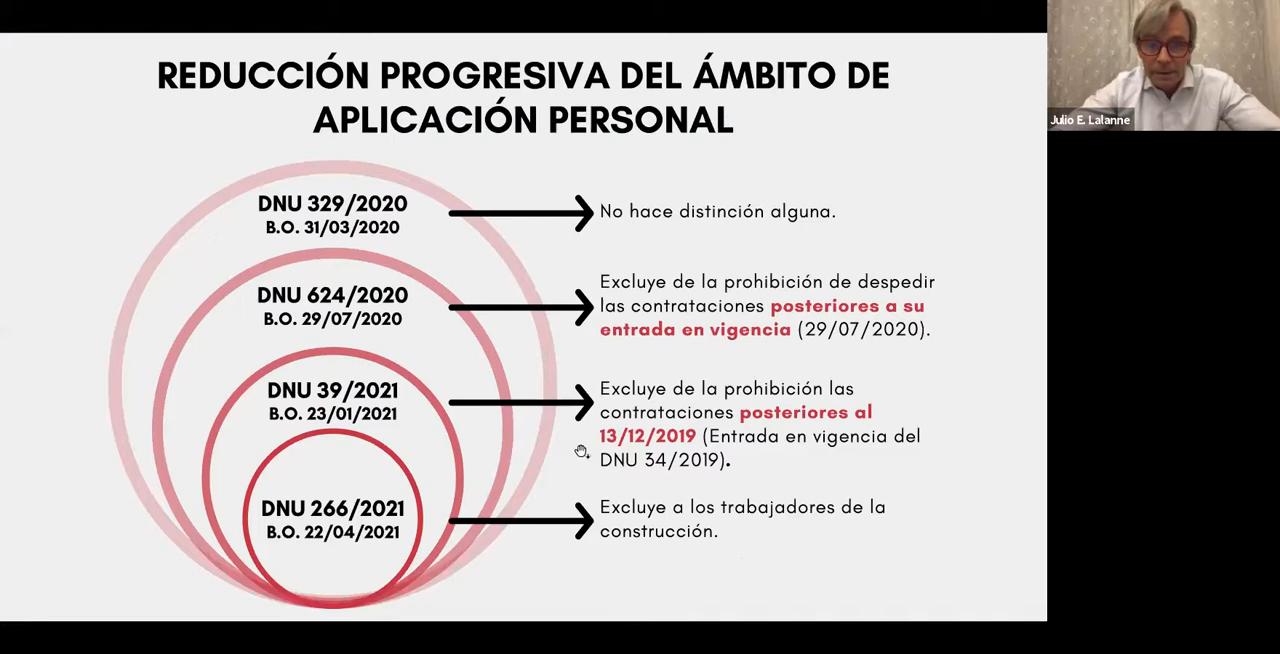 REDUCCIÓN PROGRESIVA DEL ÁMBITO DE
APLICACIÓN PERSONAL
DNU 329/2020
B.O. 31/03/2020
No hace distinción alguna.
DNU 624/2020
B.O. 29/07/2020
Excluye de la prohibición de despedir
las contrataciones posteriores a su
entrada en vigencia (29/07/2020).
DNU 39/2021
B.O. 23/01/2021
Excluye de la prohibición las
contrataciones posteriores al
13/12/2019 (Entrada en vigencia del
DNU 34/2019).
DNU 266/2021
B.O. 22/04/2021
Excluye a los trabajadores de la
construcción.
Julio E. Lalanne